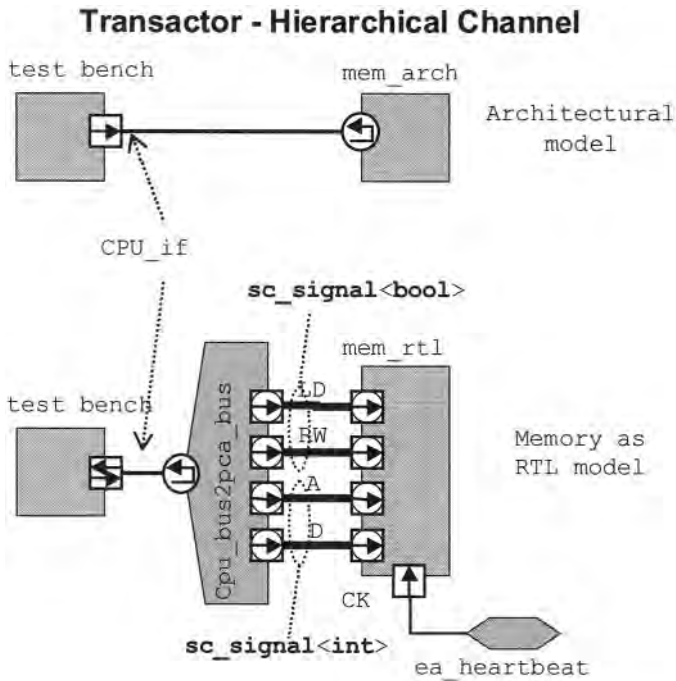 Transactor - Hierarchical Channel
test bench
mem_arch
Architectural
model
CPU_if
sc_signal<bool>
mem_rtl
test bench
Cpu_bus2pca_bus
LD
RW
A
D
Memory as
RTL model
CK
sc_signal<int>
ea_heartbeat